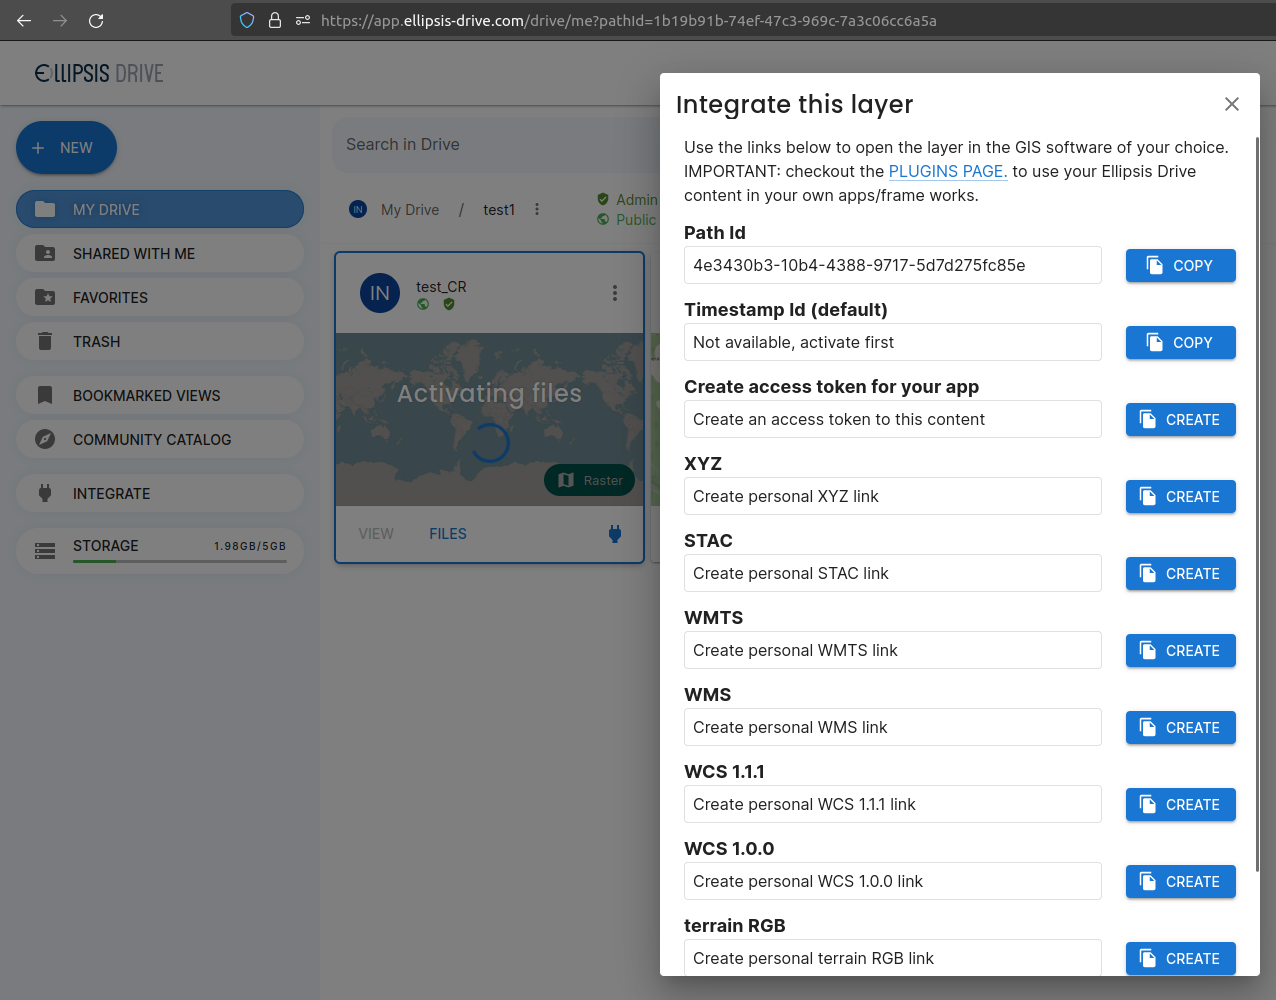 https://app.ellipsis-drive.com/drive/me?pathId=1b19b91b-74ef-47c3-969c-7a3c06cc6a5a
ELLIPSIS DRIVE
+ NEW
MY DRIVE
SHARED WITH ME
FAVORITES
TRASH
BOOKMARKED VIEWS
COMMUNITY CATALOG
INTEGRATE
STORAGE 1.98GB/5GB
Search in Drive
IN My Drive / test1
Admin
Public
IN test_CR
Activating files
Raster
VIEW FILES
Integrate this layer
Use the links below to open the layer in the GIS software of your choice.
IMPORTANT: checkout the PLUGINS PAGE. to use your Ellipsis Drive
content in your own apps/frame works.
Path Id
4e3430b3-10b4-4388-9717-5d7d275fc85e COPY
Timestamp Id (default)
Not available, activate first COPY
Create access token for your app
Create an access token to this content CREATE
XYZ
Create personal XYZ link CREATE
STAC
Create personal STAC link CREATE
WMTS
Create personal WMTS link CREATE
WMS
Create personal WMS link CREATE
WCS 1.1.1
Create personal WCS 1.1.1 link CREATE
WCS 1.0.0
Create personal WCS 1.0.0 link CREATE
terrain RGB
Create personal terrain RGB link CREATE